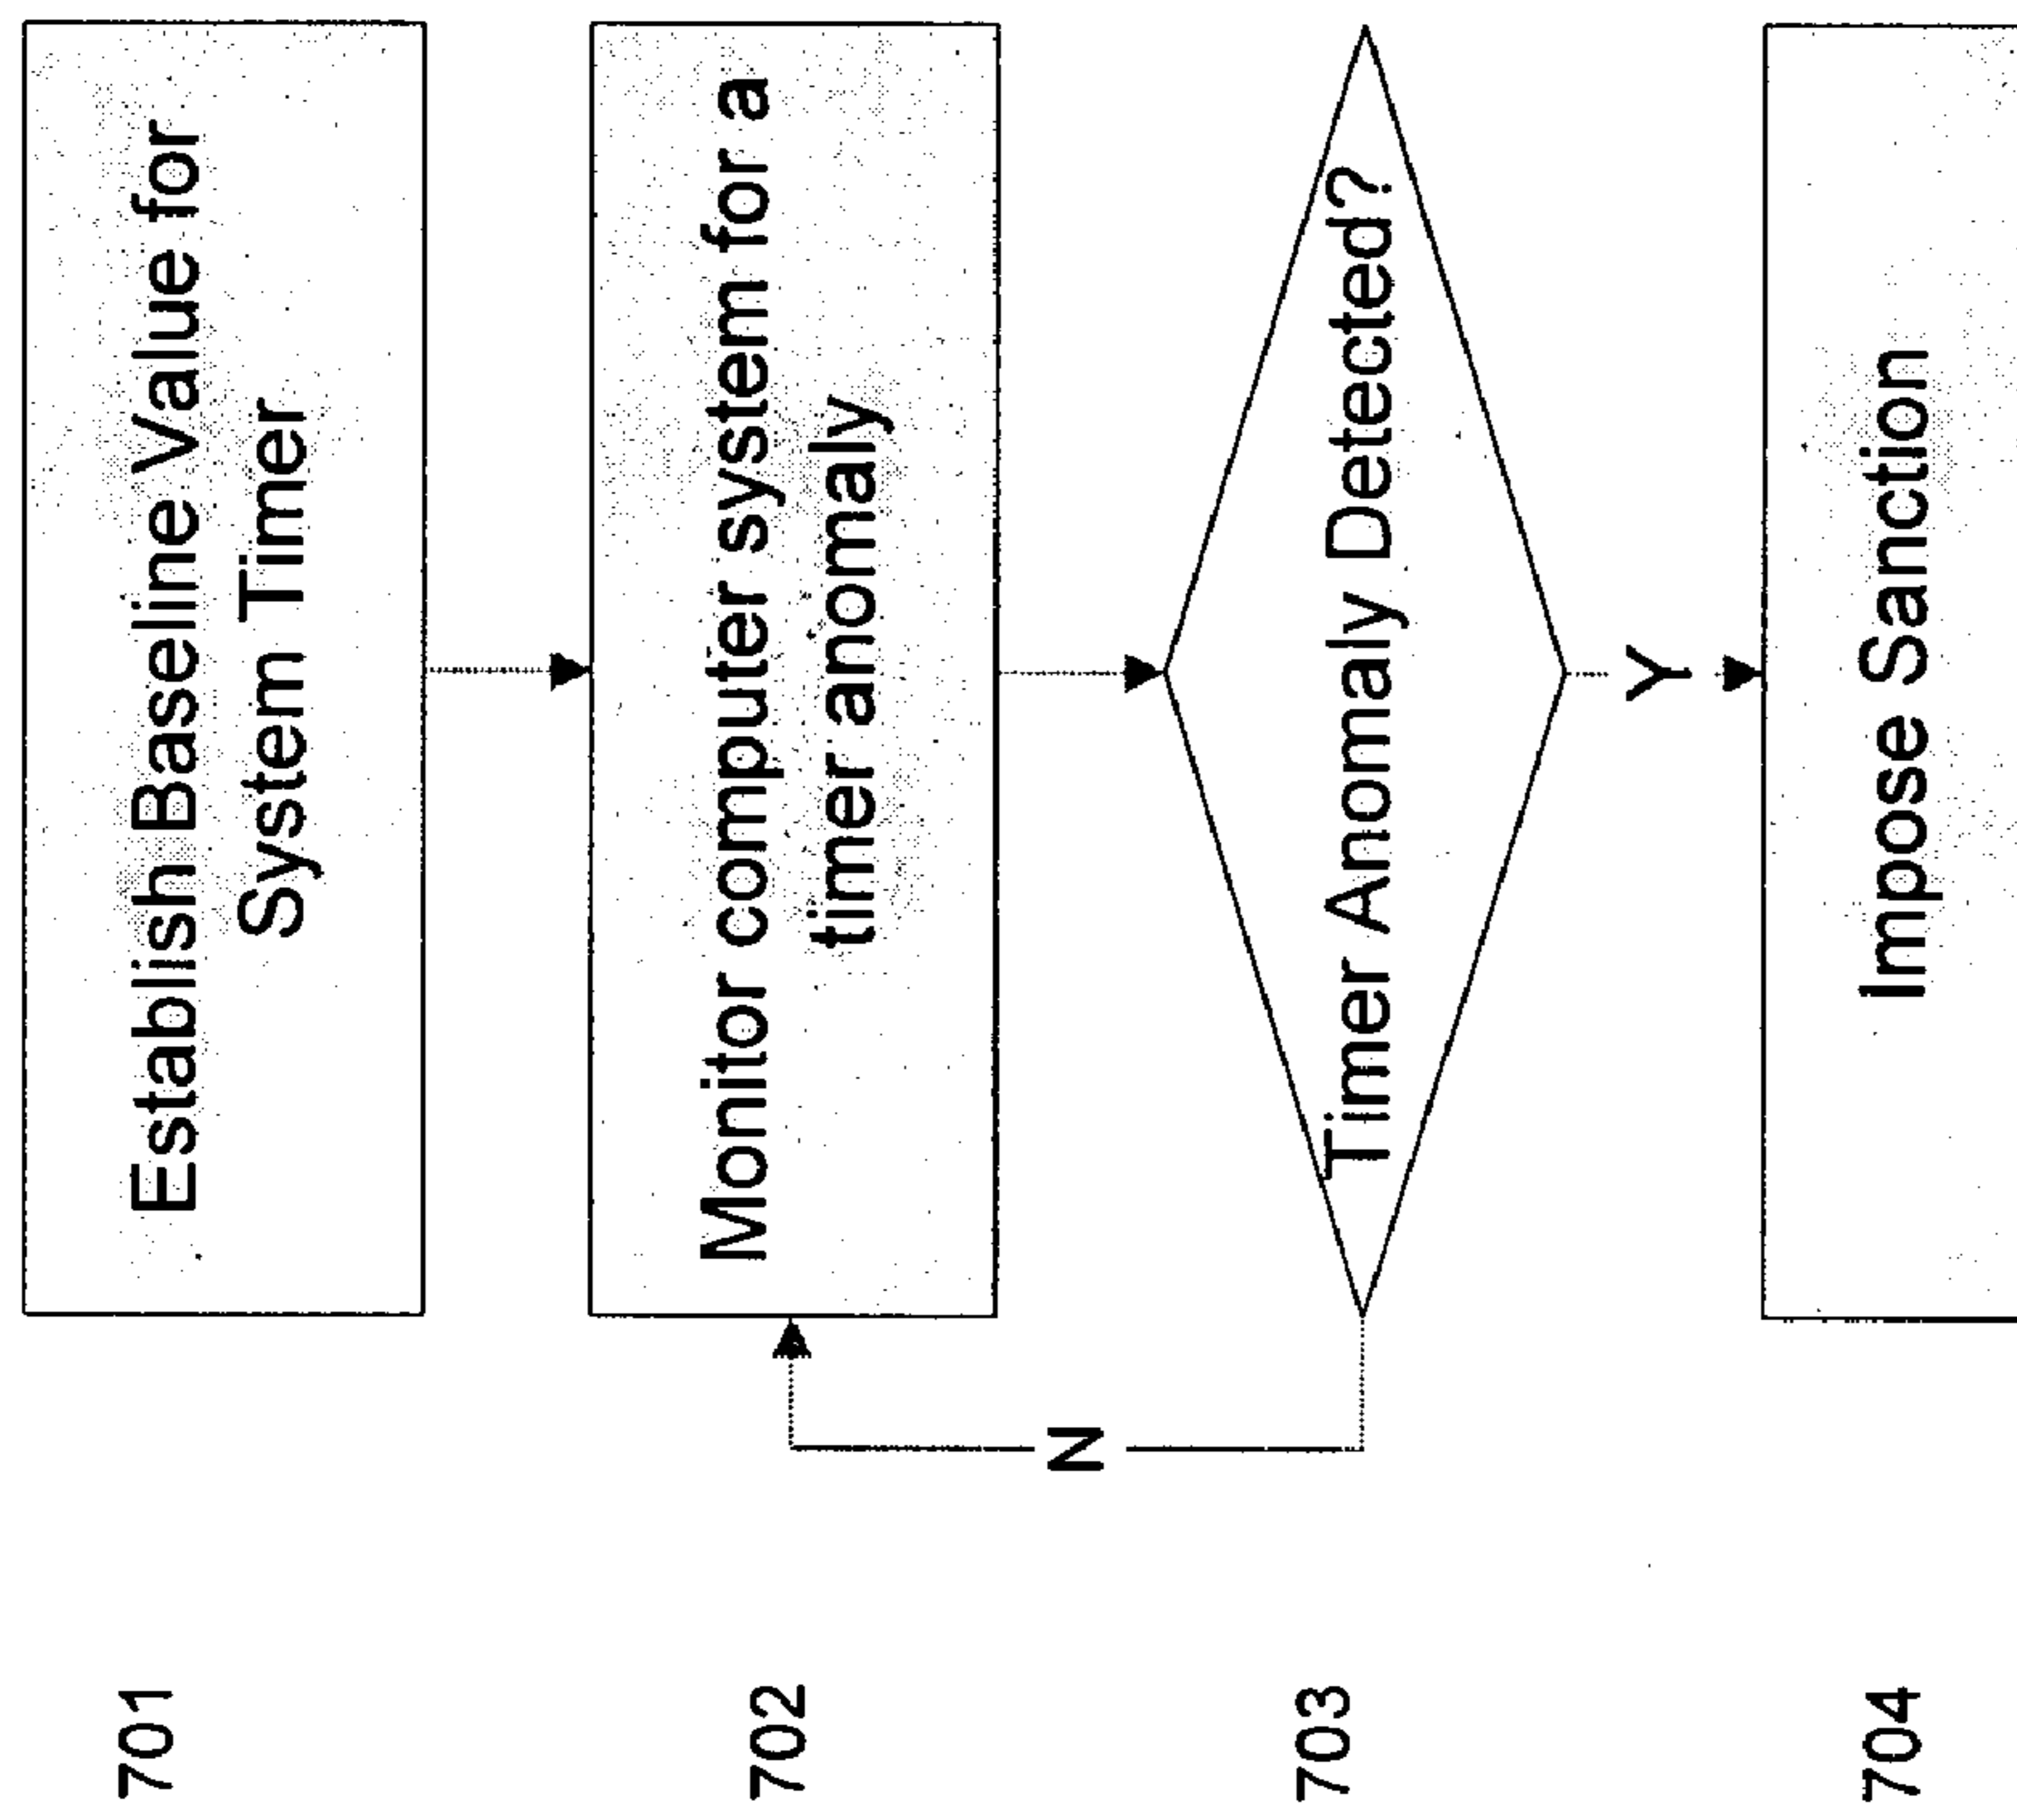 701
Establish Baseline Value for
System Timer
702
Monitor computer system for a
timer anomaly
703
Timer Anomaly Detected?
N
Y
704
Impose Sanction